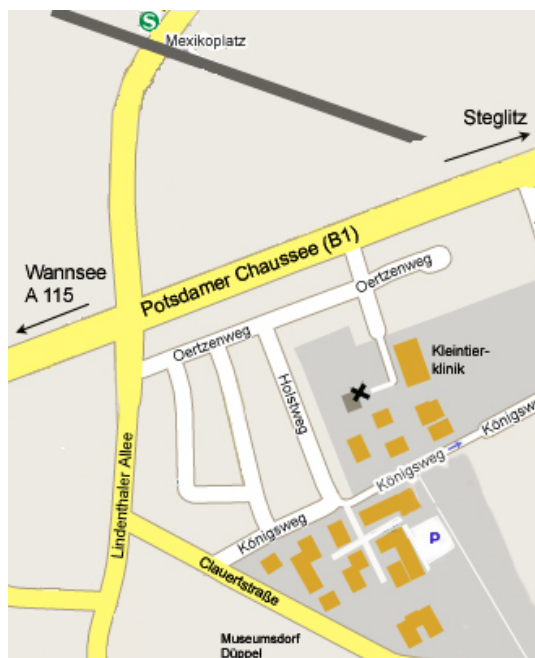 S
Mexikoplatz
Steglitz
Potsdamer Chaussee (B1)
Wannsee
A 115
Oertzenweg
Oertzenweg
Kleintier-
klinik
Holstweg
Königsweg
Königsweg
Königsweg
Lindenthaler Allee
P
Clauertstraße
Museumsdorf
Düppel